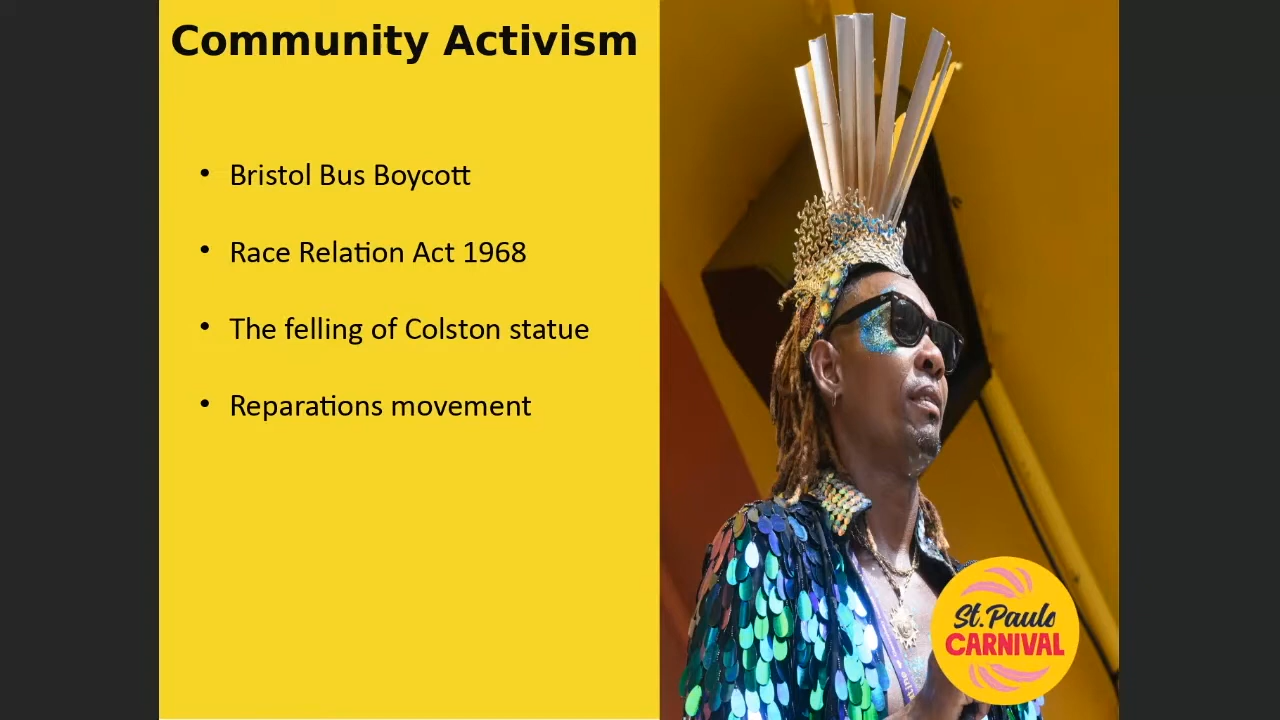 Community Activism
• Bristol Bus Boycott
• Race Relation Act 1968
• The felling of Colston statue
• Reparations movement
St. Pauls
CARNIVAL